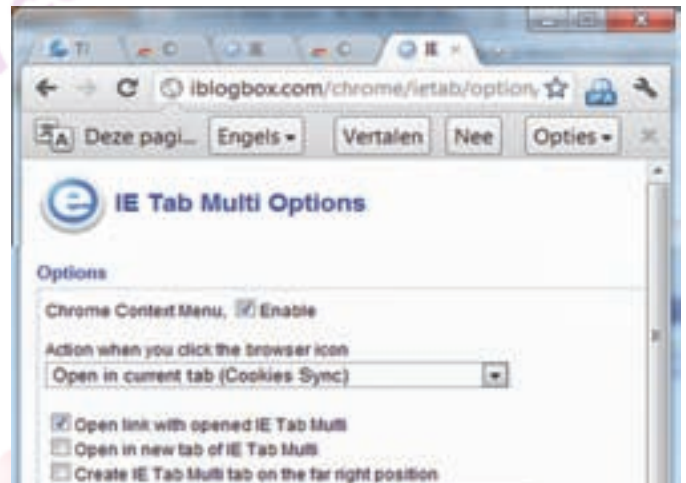 iblogbox.com/chrome/ietab/option
Deze pagi... Engels Vertalen Nee Opties
IE Tab Multi Options
Options
Chrome Context Menu, Enable
Action when you click the browser icon
Open in current tab (Cookies Sync)
Open link with opened IE Tab Multi
Open in new tab of IE Tab Multi
Create IE Tab Multi tab on the far right position